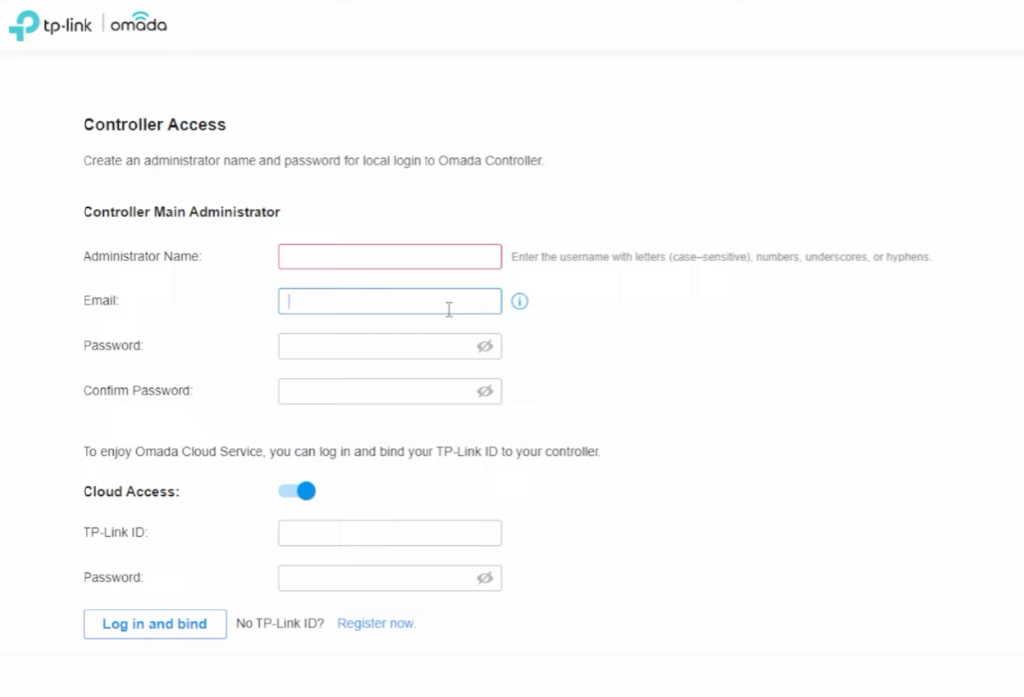 tp-link | omada
Controller Access
Create an administrator name and password for local login to Omada Controller.
Controller Main Administrator
Administrator Name:
Enter the username with letters (case–sensitive), numbers, underscores, or hyphens.
Email:
Password:
Confirm Password:
To enjoy Omada Cloud Service, you can log in and bind your TP-Link ID to your controller.
Cloud Access:
TP-Link ID:
Password:
Log in and bind No TP-Link ID? Register now.